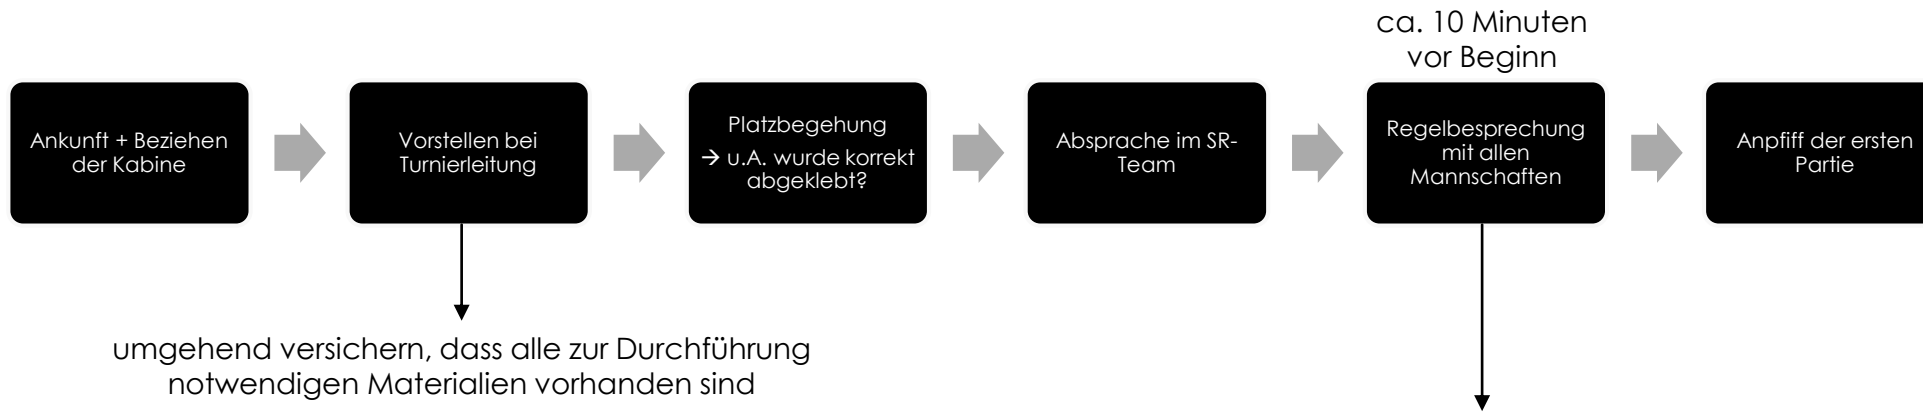 ca. 10 Minuten
vor Beginn
Ankunft + Beziehen
der Kabine
Vorstellen bei
Turnierleitung
Platzbegehung
→ u.A. wurde korrekt
abgeklebt?
Absprache im SR-
Team
Regelbesprechung
mit allen
Mannschaften
Anpfiff der ersten
Partie
umgehend versichern, dass alle zur Durchführung
notwendigen Materialien vorhanden sind